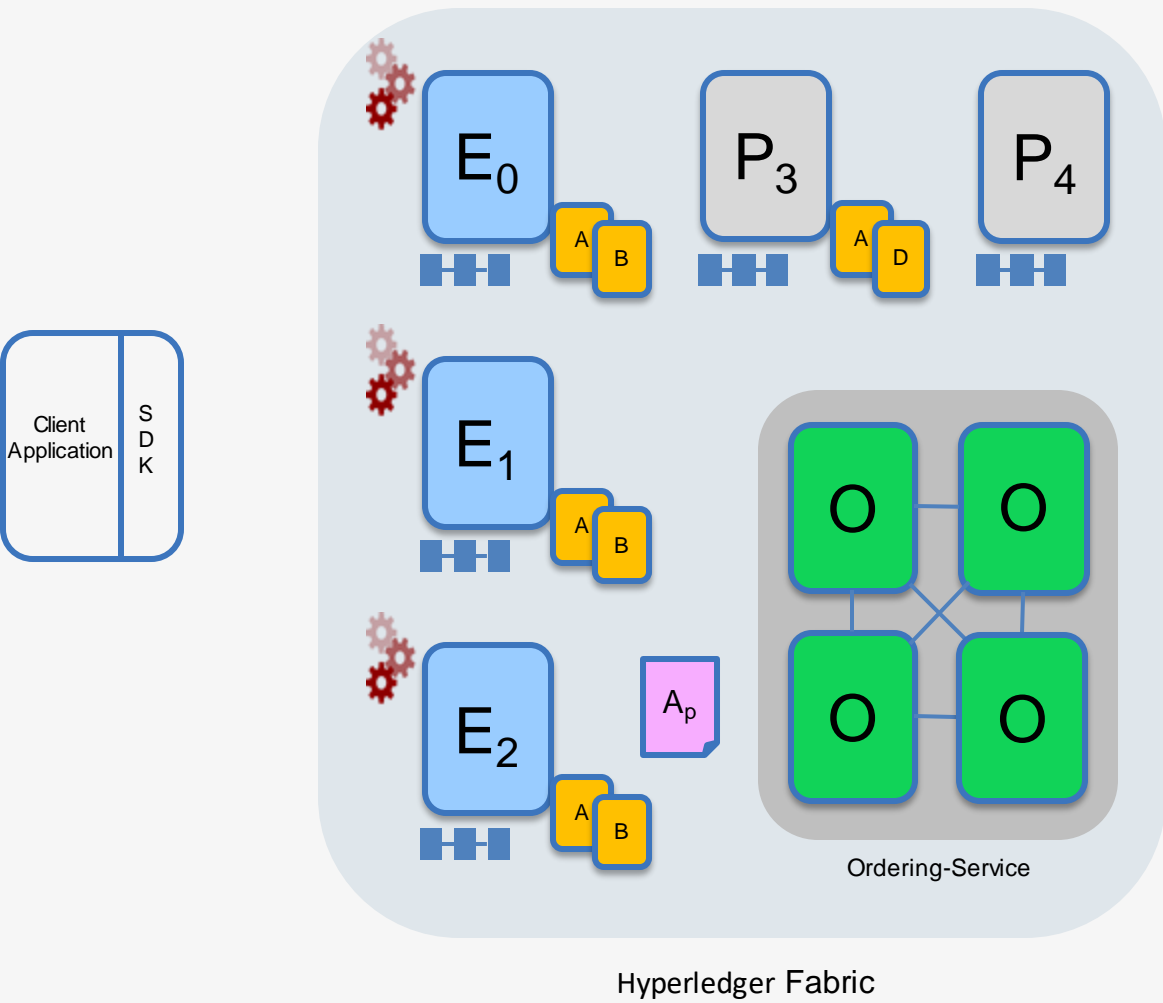 E0
P3
P4
A
B
A
D
Client
Application
S
D
K
E1
A
B
O
O
E2
Ap
O
O
A
B
Ordering-Service
Hyperledger Fabric